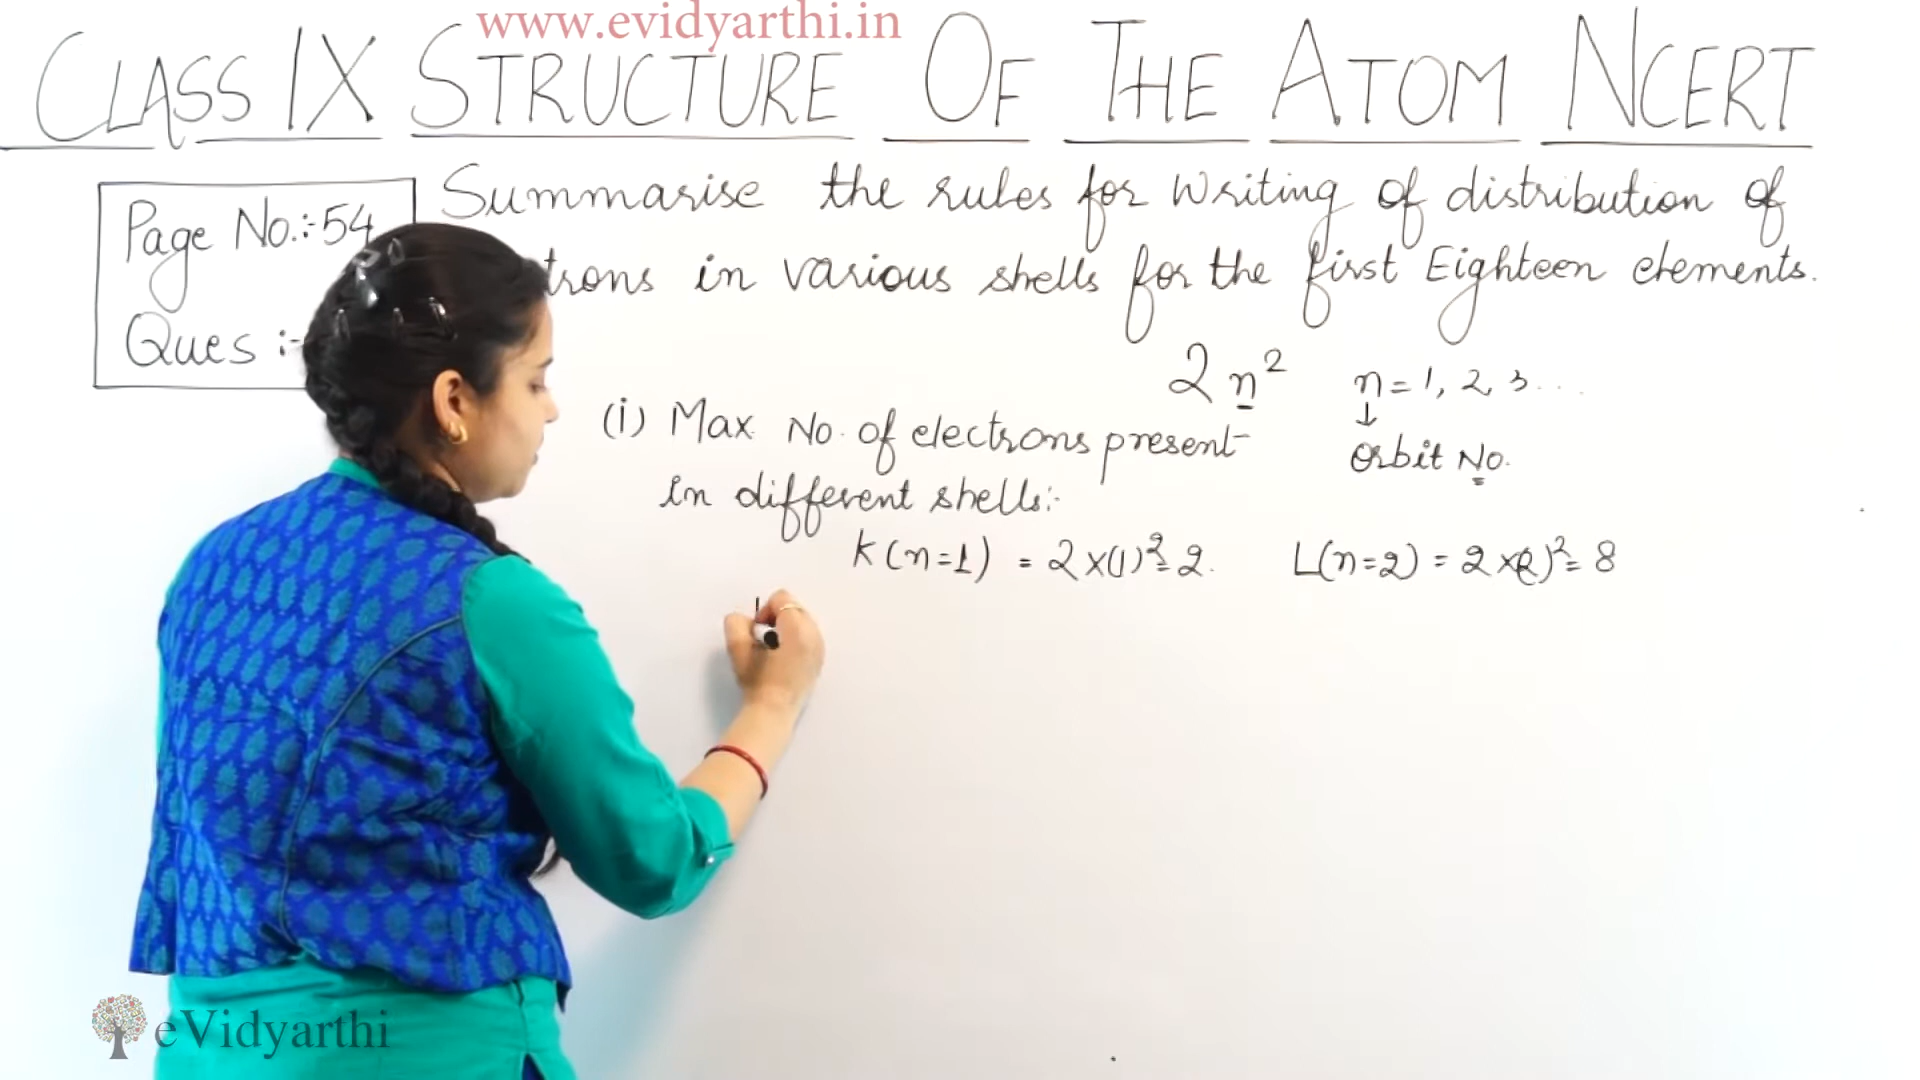 www.evidyarthi.in
CLASS IX STRUCTURE OF THE ATOM NCERT
Page No.:-54
Ques :-
Summarise the rules for writing of distribution of
trons in various shells for the first Eighteen elements.
2n² n=1, 2, 3...
↓
orbit No.
(i) Max. No. of electrons present
in different shells:-
K(n=1) = 2×(1)²=2. L(n=2) = 2×(2)²=8
eVidyarthi